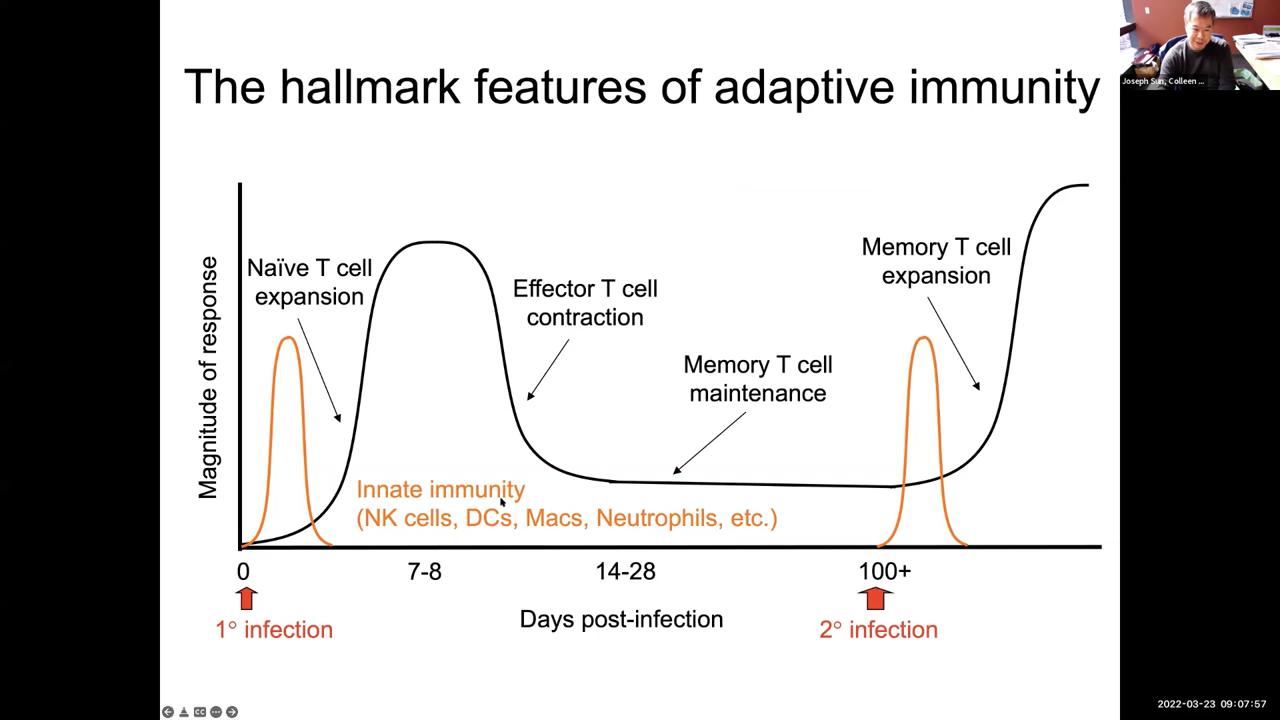 The hallmark features of adaptive immunity
Joseph Sun, Colleen ...
Magnitude of response
Naïve T cell
expansion
Effector T cell
contraction
Memory T cell
maintenance
Memory T cell
expansion
Innate immunity
(NK cells, DCs, Macs, Neutrophils, etc.)
0
7-8
14-28
100+
Days post-infection
1° infection
2° infection
CC
2022-03-23 09:07:57